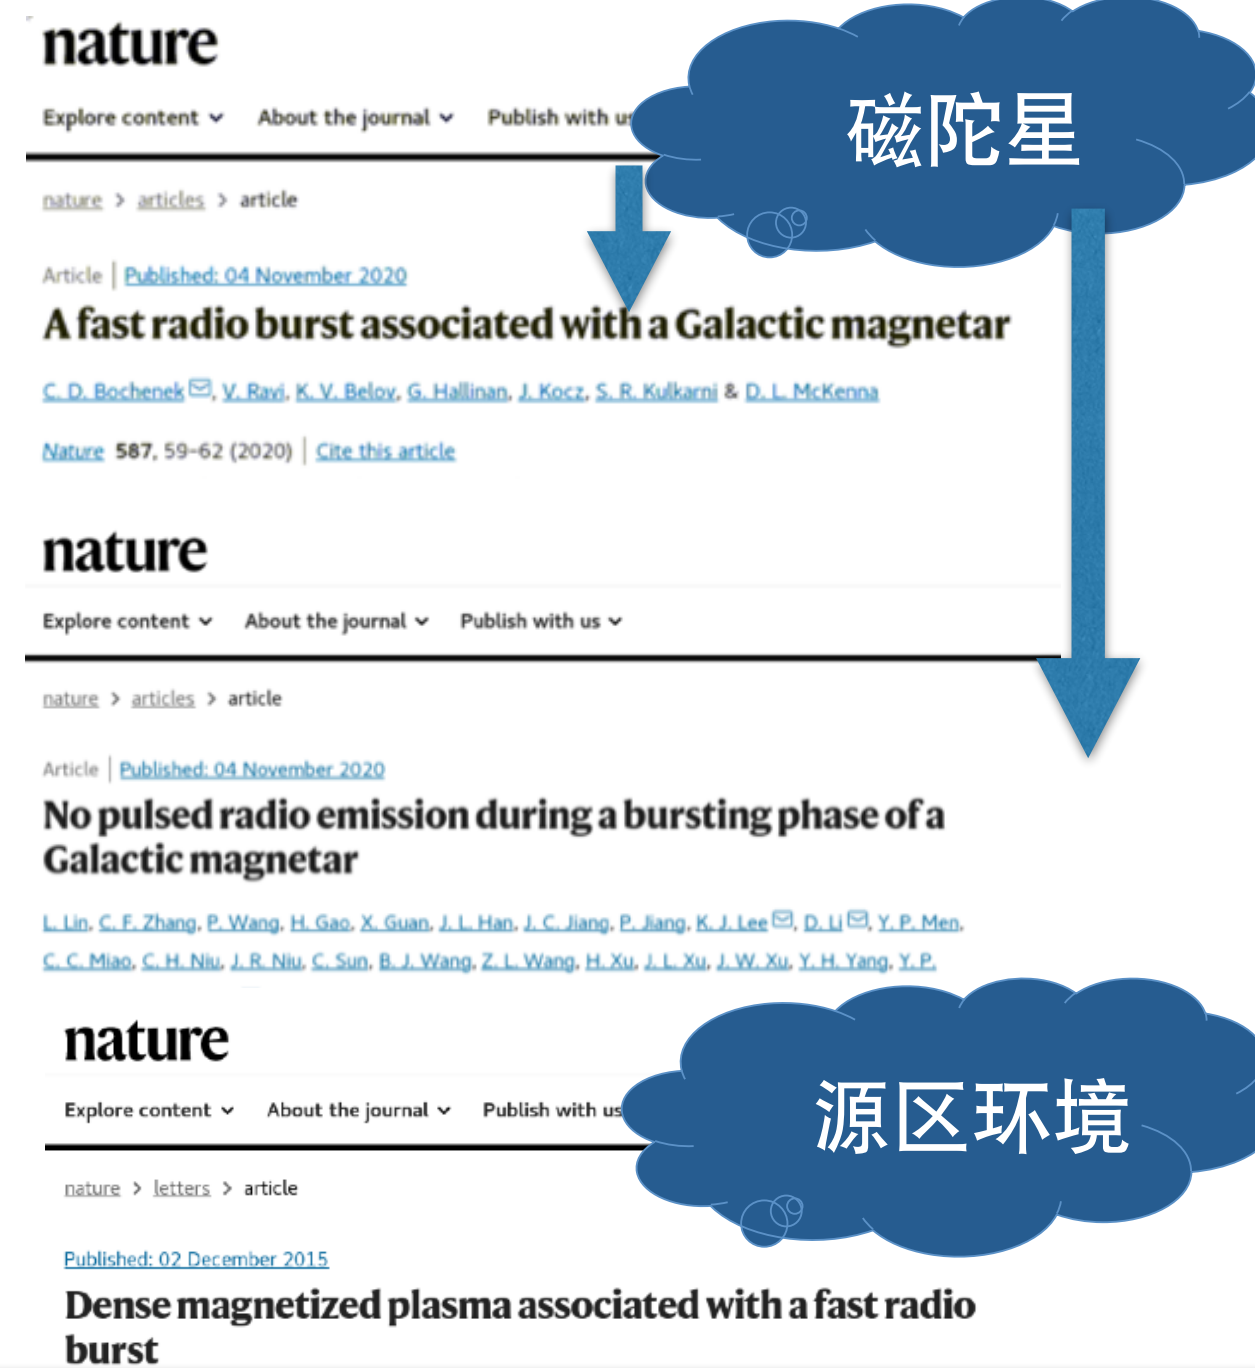 nature
Explore content About the journal Publish with us
磁陀星
nature > articles > article
Article | Published: 04 November 2020
A fast radio burst associated with a Galactic magnetar
C. D. Bochenek, V. Ravi, K. V. Belov, G. Hallinan, J. Kocz, S. R. Kulkarni & D. L. McKenna
Nature 587, 59–62 (2020) | Cite this article
nature
Explore content About the journal Publish with us
nature > articles > article
Article | Published: 04 November 2020
No pulsed radio emission during a bursting phase of a
Galactic magnetar
L. Lin, C. F. Zhang, P. Wang, H. Gao, X. Guan, J. L. Han, J. C. Jiang, P. Jiang, K. J. Lee, D. Li, Y. P. Men,
C. C. Miao, C. H. Niu, J. R. Niu, C. Sun, B. J. Wang, Z. L. Wang, H. Xu, J. L. Xu, J. W. Xu, Y. H. Yang, Y. P.
nature
Explore content About the journal Publish with us
源区环境
nature > letters > article
Published: 02 December 2015
Dense magnetized plasma associated with a fast radio
burst